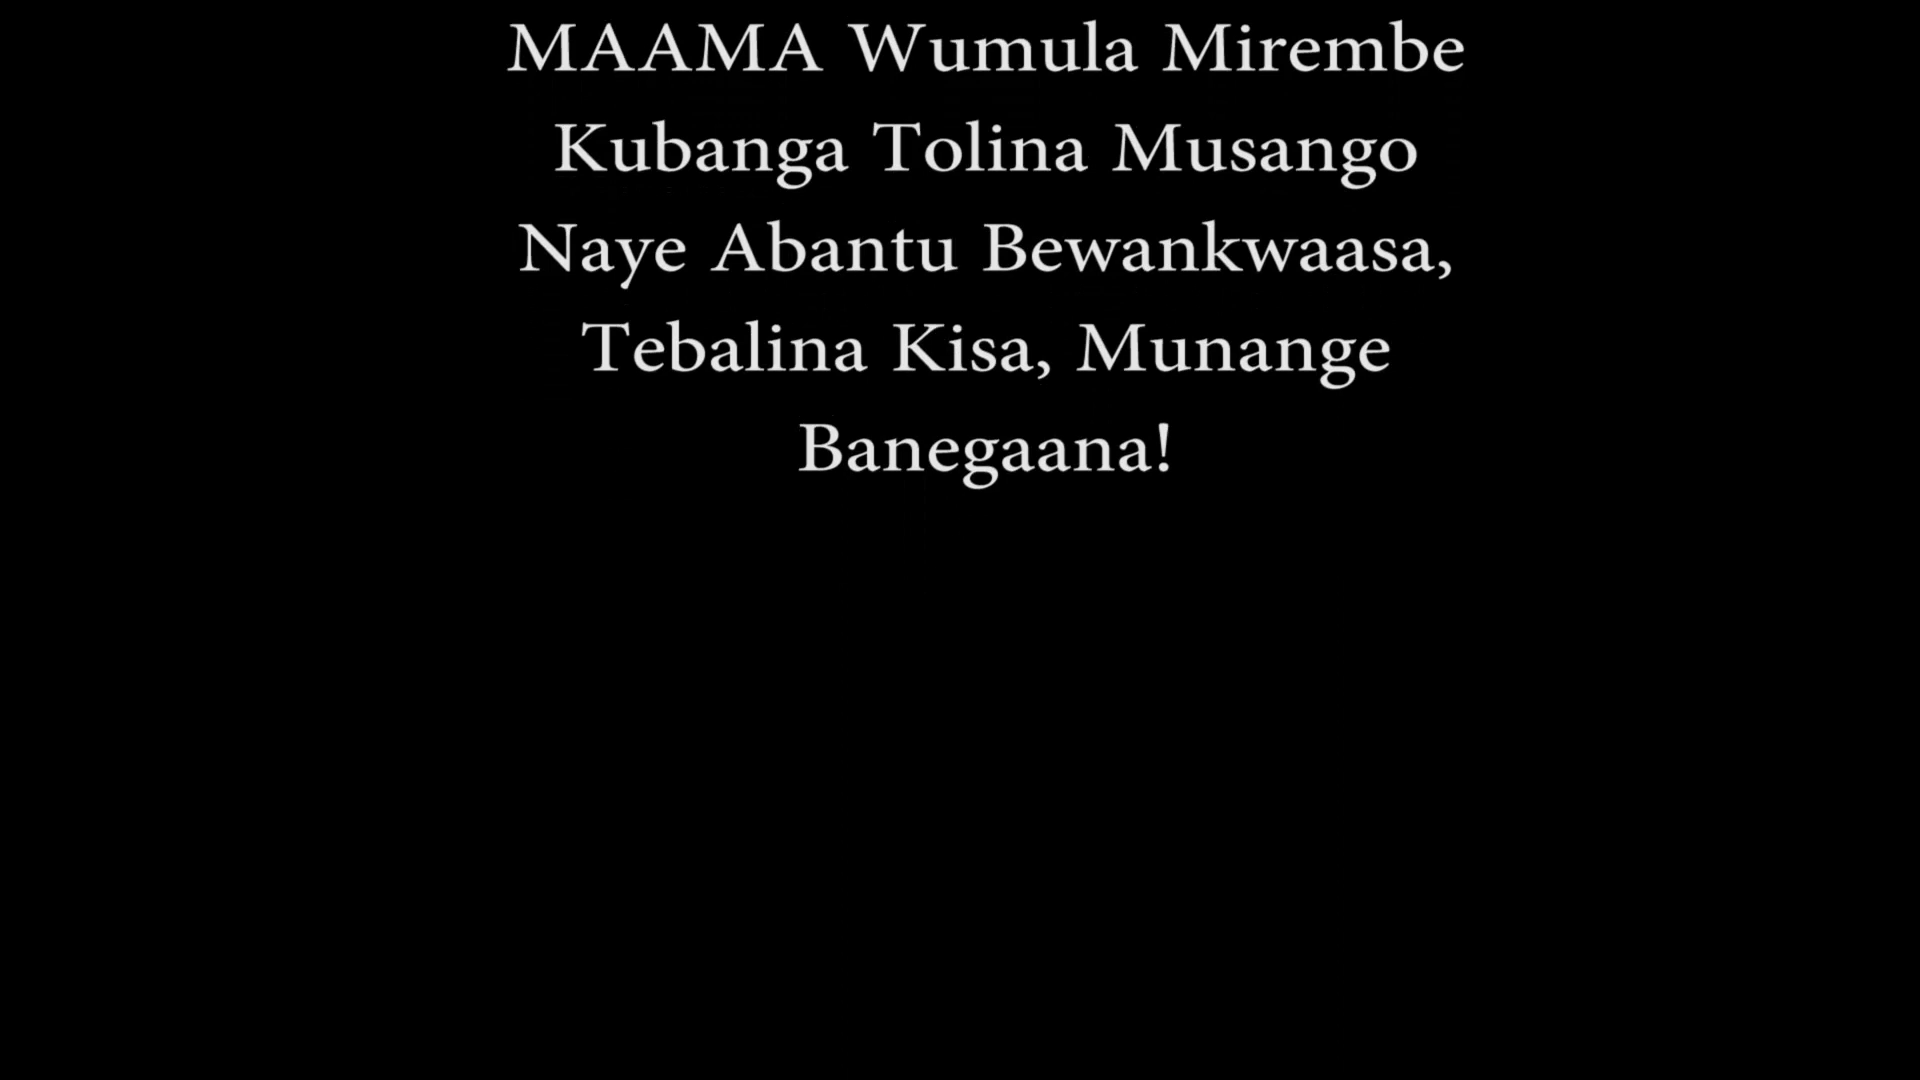 MAAMA Wumula Mirembe
Kubanga Tolina Musango
Naye Abantu Bewankwaasa,
Tebalina Kisa, Munange
Banegaana!